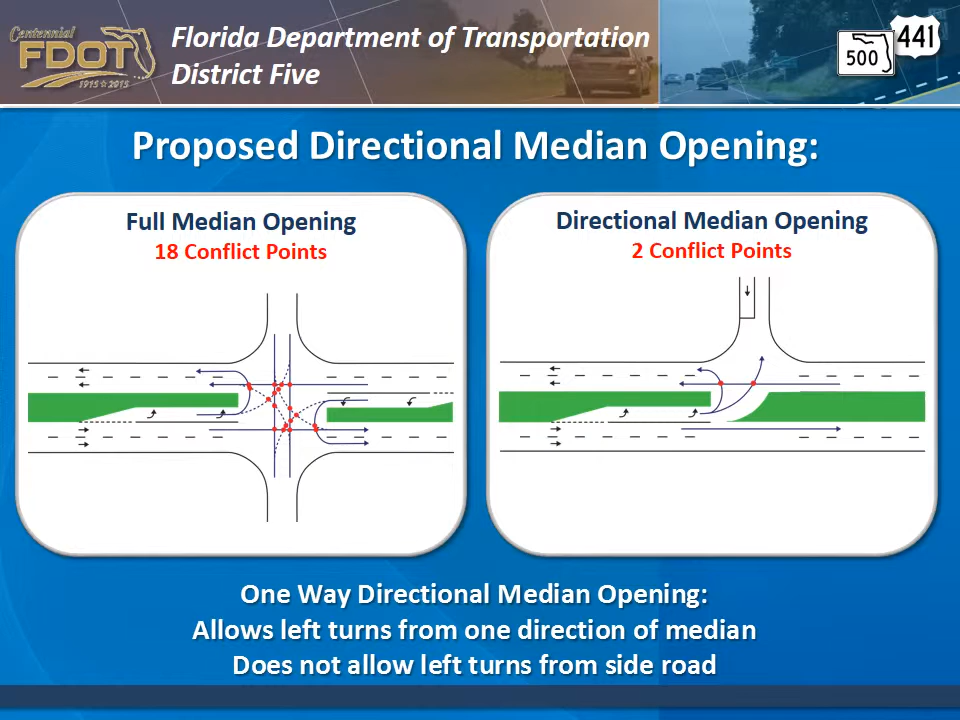 Centennial
FDOT
1915★2015
Florida Department of Transportation
District Five
500
441
Proposed Directional Median Opening:
Full Median Opening
18 Conflict Points
Directional Median Opening
2 Conflict Points
One Way Directional Median Opening:
Allows left turns from one direction of median
Does not allow left turns from side road